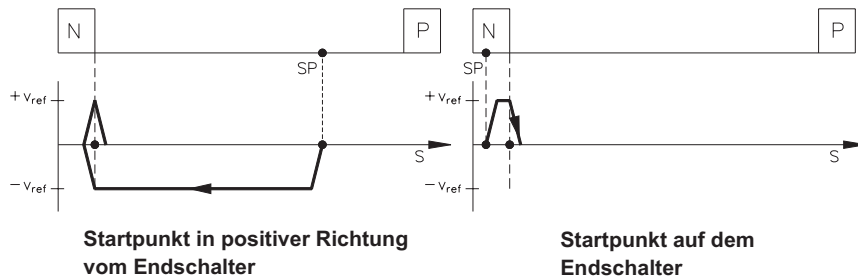 N P
SP
+ vref
S
− vref
Startpunkt in positiver Richtung
vom Endschalter
N P
SP
+ vref
S
− vref
Startpunkt auf dem
Endschalter